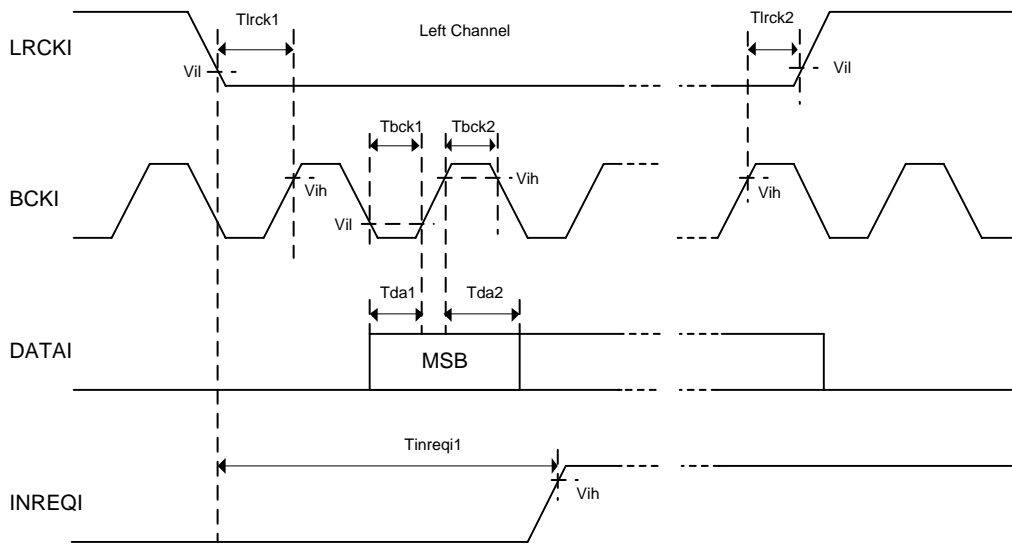 Tlrck1
Left Channel
Tlrck2
LRCKI
Vil
Vil
Tbck1
Tbck2
BCKI
Vih
Vih
Vih
Vil
Tda1
Tda2
DATAI
MSB
Tinreqi1
INREQI
Vih